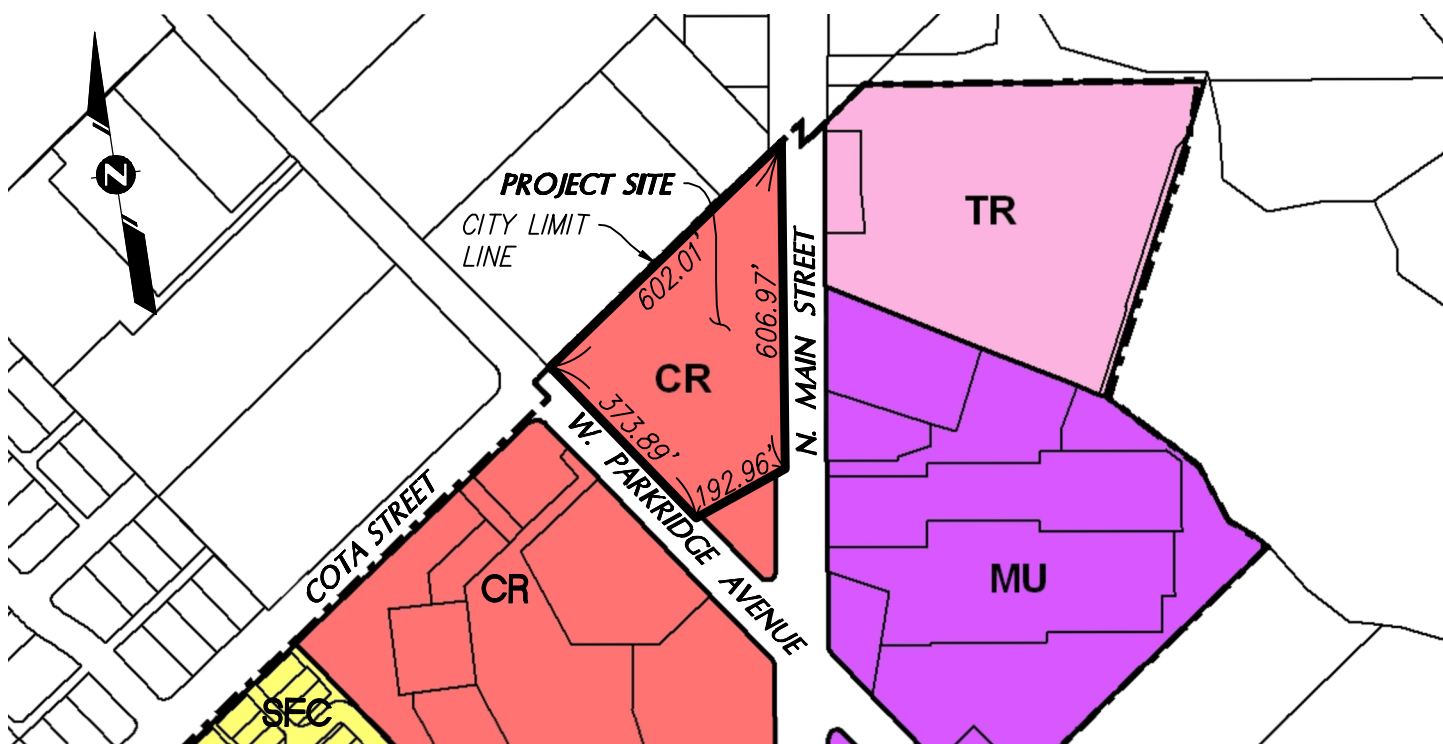 N
PROJECT SITE
CITY LIMIT
LINE
602.01'
606.97'
373.89'
192.96'
CR
TR
N. MAIN STREET
W. PARKRIDGE AVENUE
COTA STREET
CR
MU
SFC